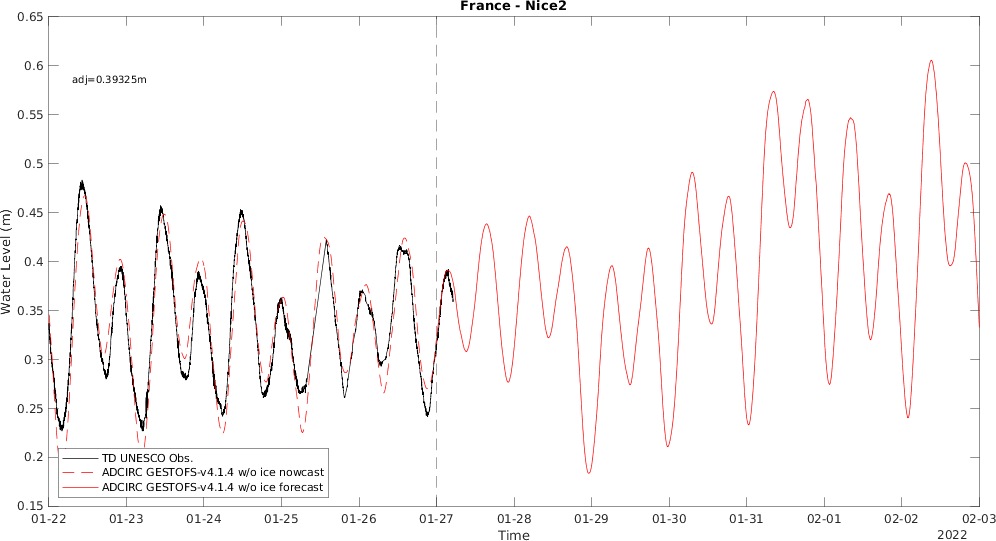 France - Nice2
adj=0.39325m
Water Level (m)
0.65
0.6
0.55
0.5
0.45
0.4
0.35
0.3
0.25
0.2
0.15
TD UNESCO Obs.
ADCIRC GESTOFS-v4.1.4 w/o ice nowcast
ADCIRC GESTOFS-v4.1.4 w/o ice forecast
01-22 01-23 01-24 01-25 01-26 01-27 01-28 01-29 01-30 01-31 02-01 02-02 02-03
Time
2022